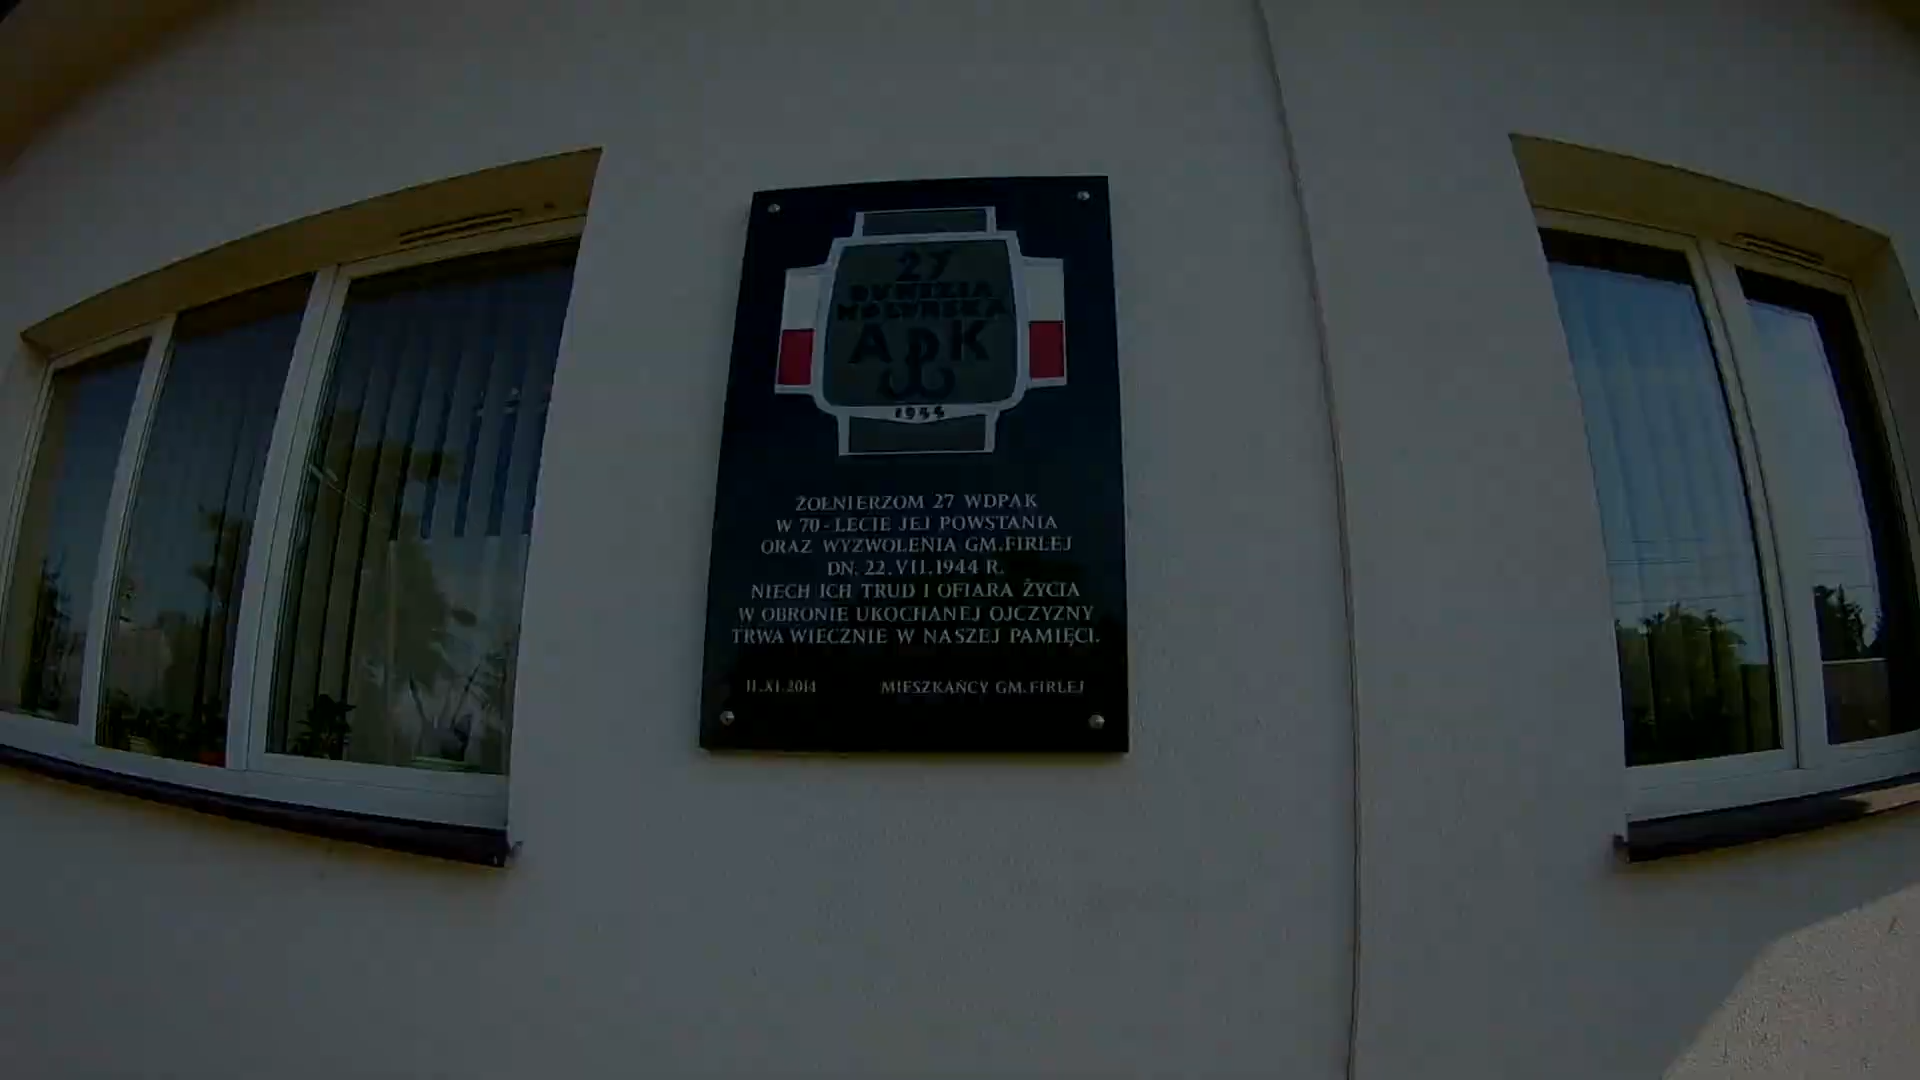 27
DYWIZJA
WOŁYŃSKA
APK
1944
ŻOŁNIERZOM 27 WDPAK
W 70-LECIE JEJ POWSTANIA
ORAZ WYZWOLENIA GM.FIRLEJ
DN. 22.VII.1944 R.
NIECH ICH TRUD I OFIARA ŻYCIA
W OBRONIE UKOCHANEJ OJCZYZNY
TRWA WIECZNIE W NASZEJ PAMIĘCI.
11.XI.2014 MIESZKAŃCY GM.FIRLEJ